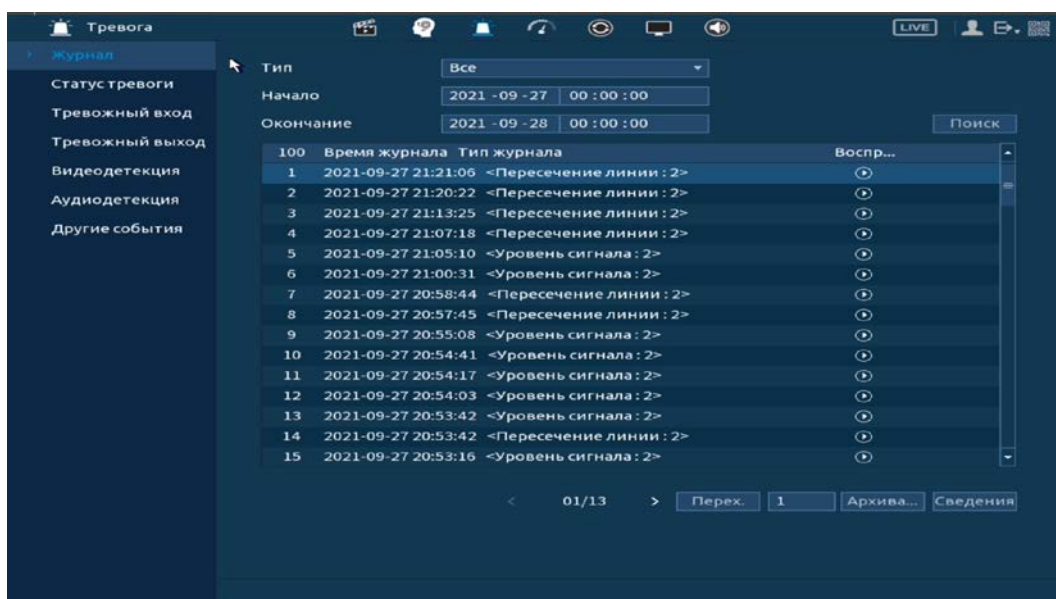 Тревога LIVE
Журнал
Статус тревоги
Тревожный вход
Тревожный выход
Видеодетекция
Аудиодетекция
Другие события
Тип Все
Начало 2021 -09 -27 00 : 00 : 00
Окончание 2021 -09 -28 00 : 00 : 00 Поиск
100 Время журнала Тип журнала Воспр...
1 2021-09-27 21:21:06 <Пересечение линии : 2>
2 2021-09-27 21:20:22 <Пересечение линии : 2>
3 2021-09-27 21:13:25 <Пересечение линии : 2>
4 2021-09-27 21:07:18 <Пересечение линии : 2>
5 2021-09-27 21:05:10 <Уровень сигнала : 2>
6 2021-09-27 21:00:31 <Уровень сигнала : 2>
7 2021-09-27 20:58:44 <Пересечение линии : 2>
8 2021-09-27 20:57:45 <Пересечение линии : 2>
9 2021-09-27 20:55:08 <Уровень сигнала : 2>
10 2021-09-27 20:54:41 <Уровень сигнала : 2>
11 2021-09-27 20:54:17 <Уровень сигнала : 2>
12 2021-09-27 20:54:03 <Уровень сигнала : 2>
13 2021-09-27 20:53:42 <Уровень сигнала : 2>
14 2021-09-27 20:53:42 <Пересечение линии : 2>
15 2021-09-27 20:53:16 <Уровень сигнала : 2>
< 01/13 > Перех. 1 Архива... Сведения